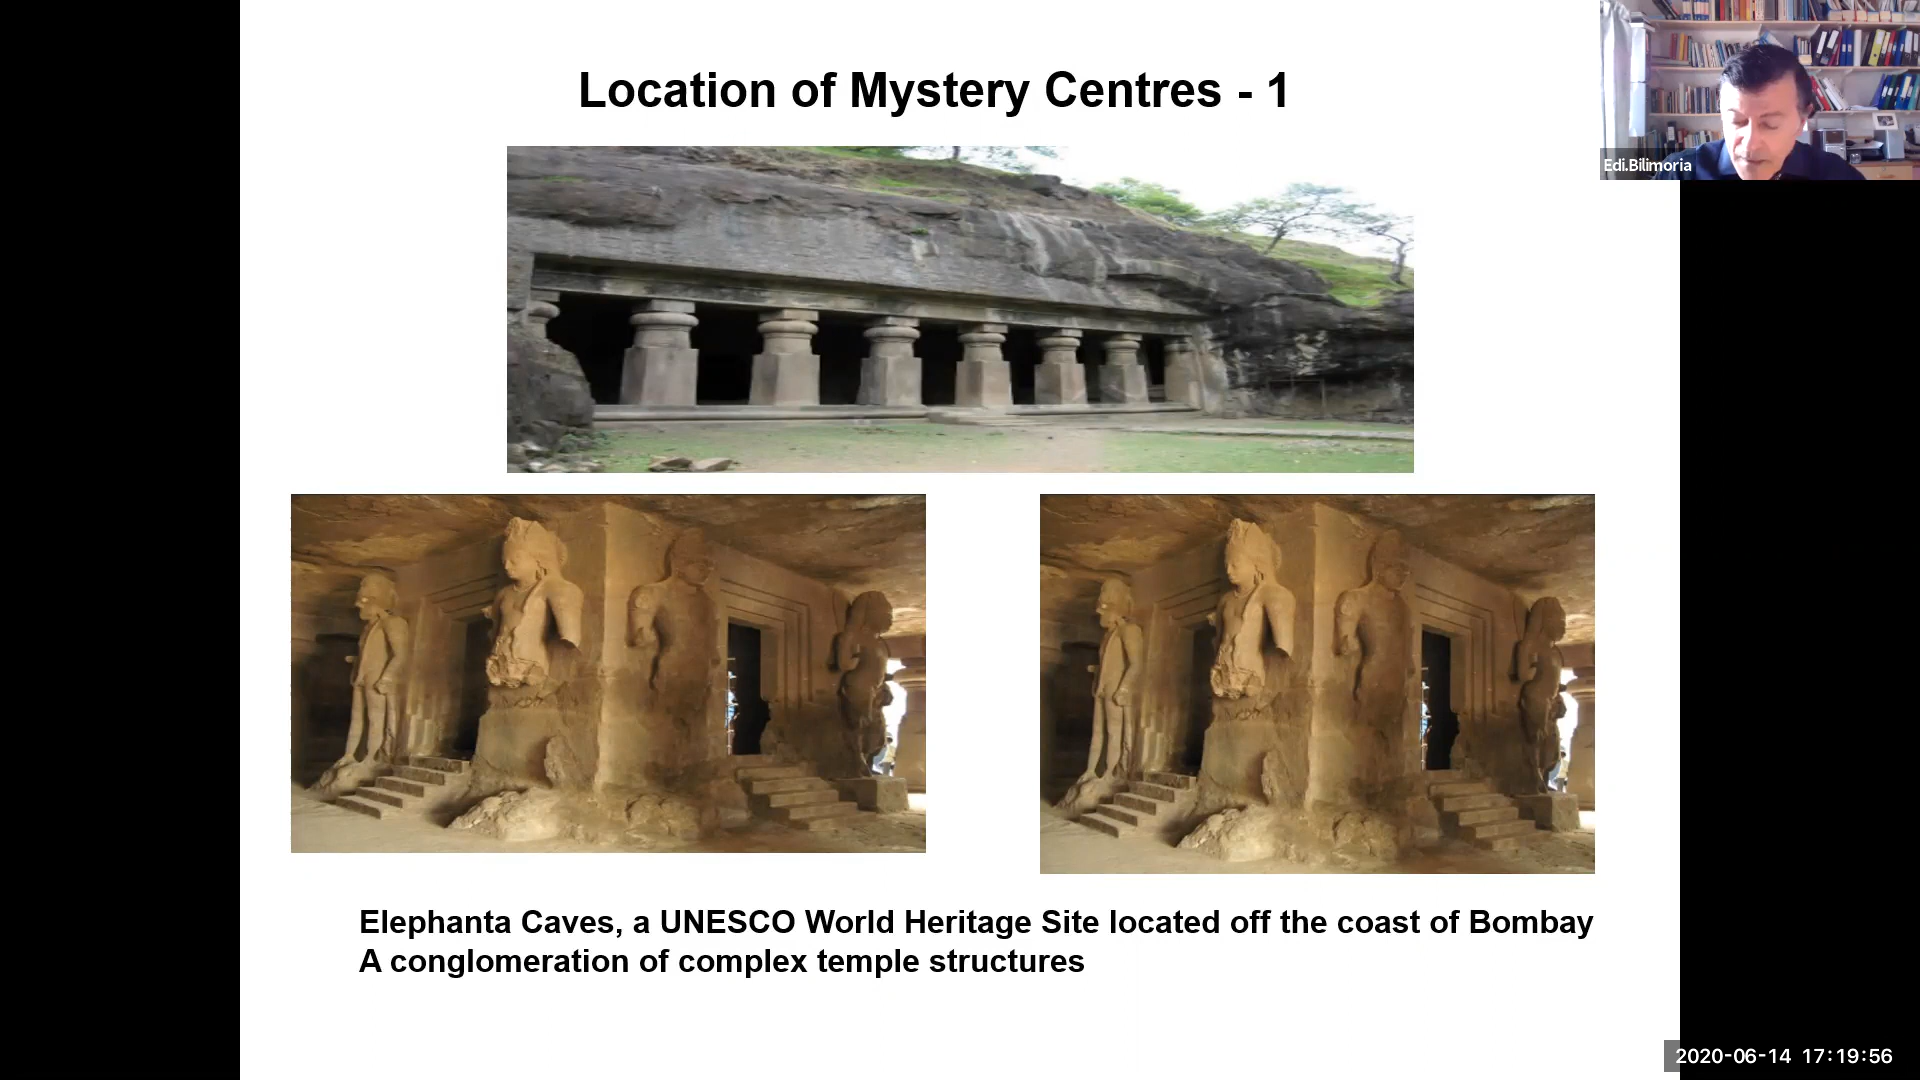 Location of Mystery Centres - 1
Edi.Bilimoria
Elephanta Caves, a UNESCO World Heritage Site located off the coast of Bombay
A conglomeration of complex temple structures
2020-06-14 17:19:56